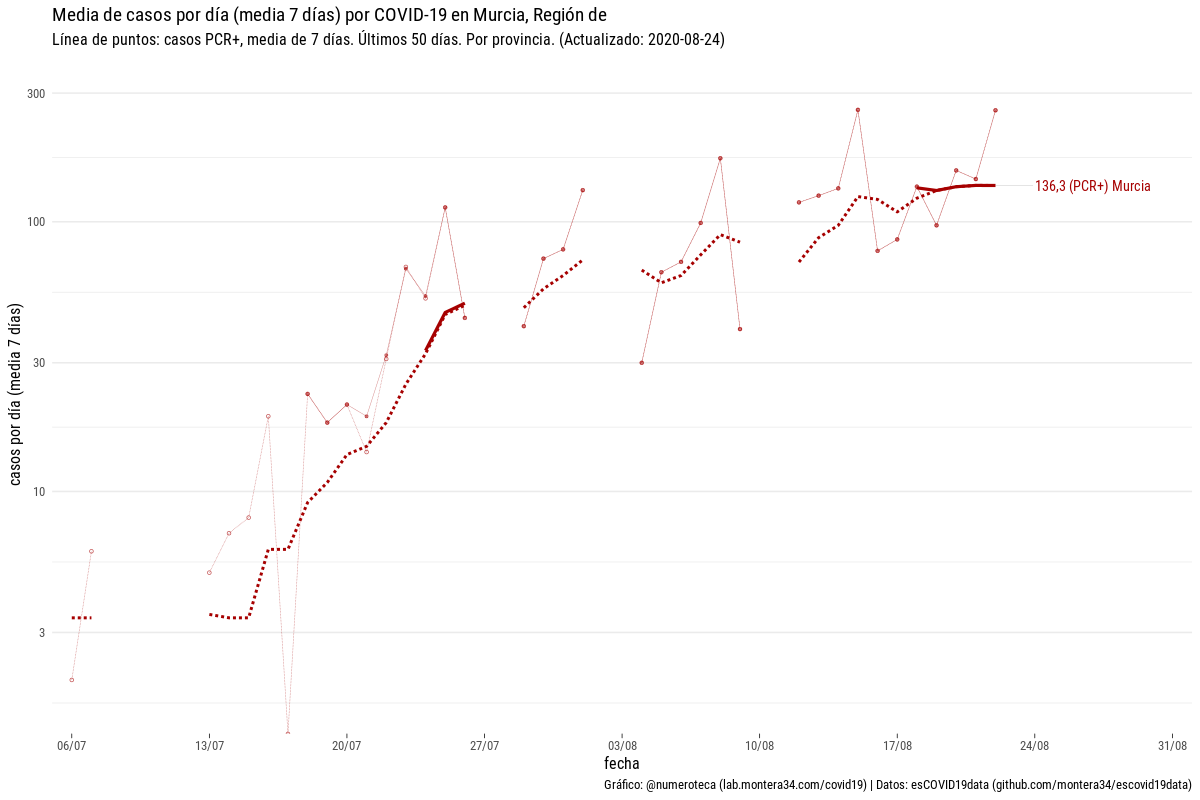 Media de casos por día (media 7 días) por COVID-19 en Murcia, Región de
Línea de puntos: casos PCR+, media de 7 días. Últimos 50 días. Por provincia. (Actualizado: 2020-08-24)
casos por día (media 7 días)
300
100
30
10
3
136,3 (PCR+) Murcia
06/07 13/07 20/07 27/07 03/08 10/08 17/08 24/08 31/08
fecha
Gráfico: @numeroteca (lab.montera34.com/covid19) | Datos: esCOVID19data (github.com/montera34/escovid19data)